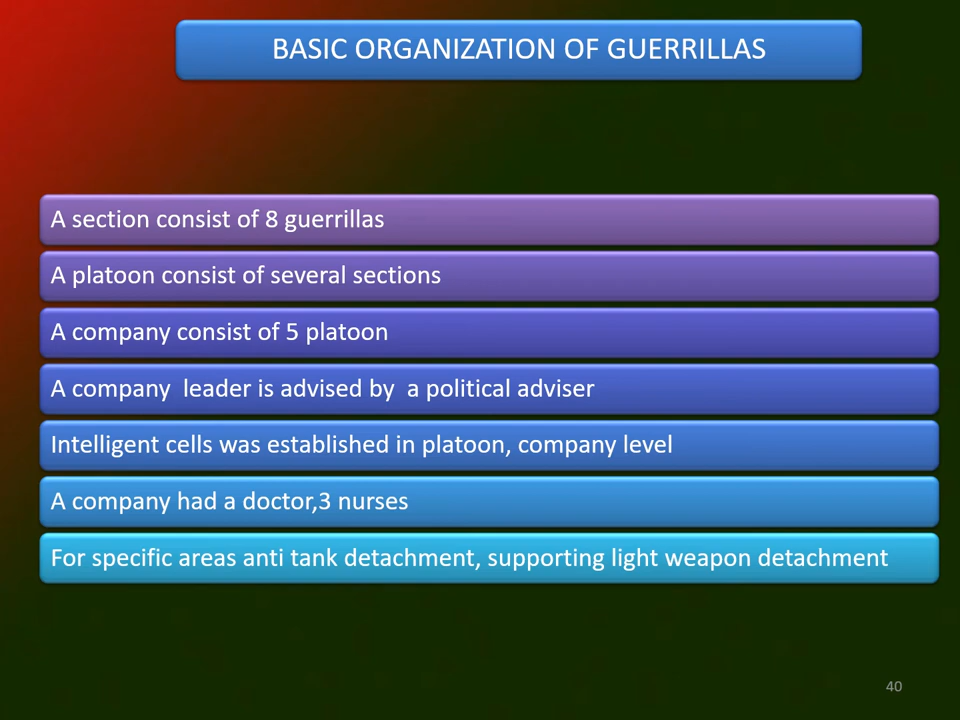 BASIC ORGANIZATION OF GUERRILLAS
A section consist of 8 guerrillas
A platoon consist of several sections
A company consist of 5 platoon
A company  leader is advised by  a political adviser
Intelligent cells was established in platoon, company level
A company had a doctor,3 nurses
For specific areas anti tank detachment, supporting light weapon detachment
40